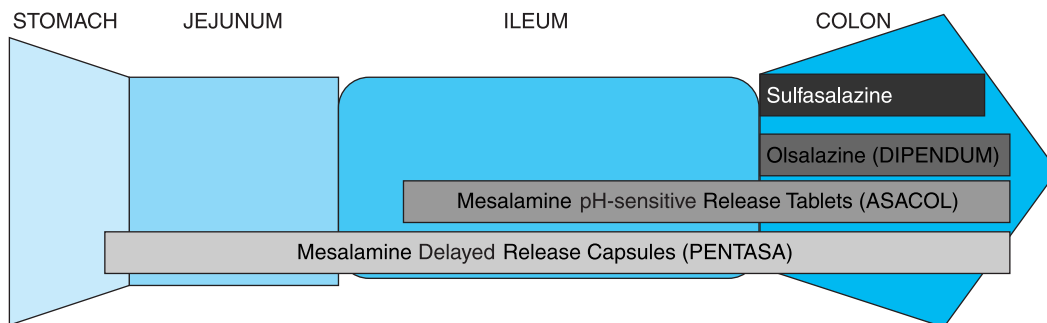 STOMACH JEJUNUM ILEUM COLON
Sulfasalazine
Olsalazine (DIPENDUM)
Mesalamine pH-sensitive Release Tablets (ASACOL)
Mesalamine Delayed Release Capsules (PENTASA)